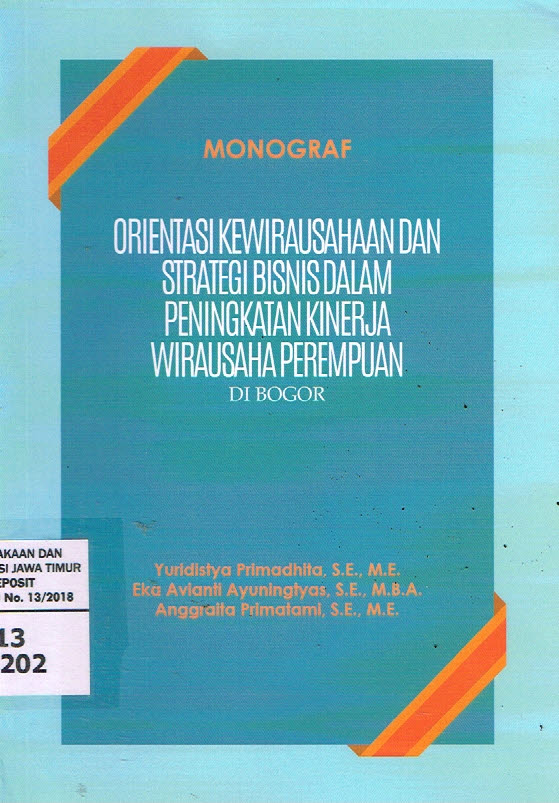 MONOGRAF
ORIENTASI KEWIRAUSAHAAN DAN
STRATEGI BISNIS DALAM
PENINGKATAN KINERJA
WIRAUSAHA PEREMPUAN
DI BOGOR
Yuridistya Primadhita, S.E., M.E.
Eka Avianti Ayuningtyas, S.E., M.B.A.
Anggraita Primatami, S.E., M.E.
AKAAN DAN
SI JAWA TIMUR
EPOSIT
No. 13/2018
13
202